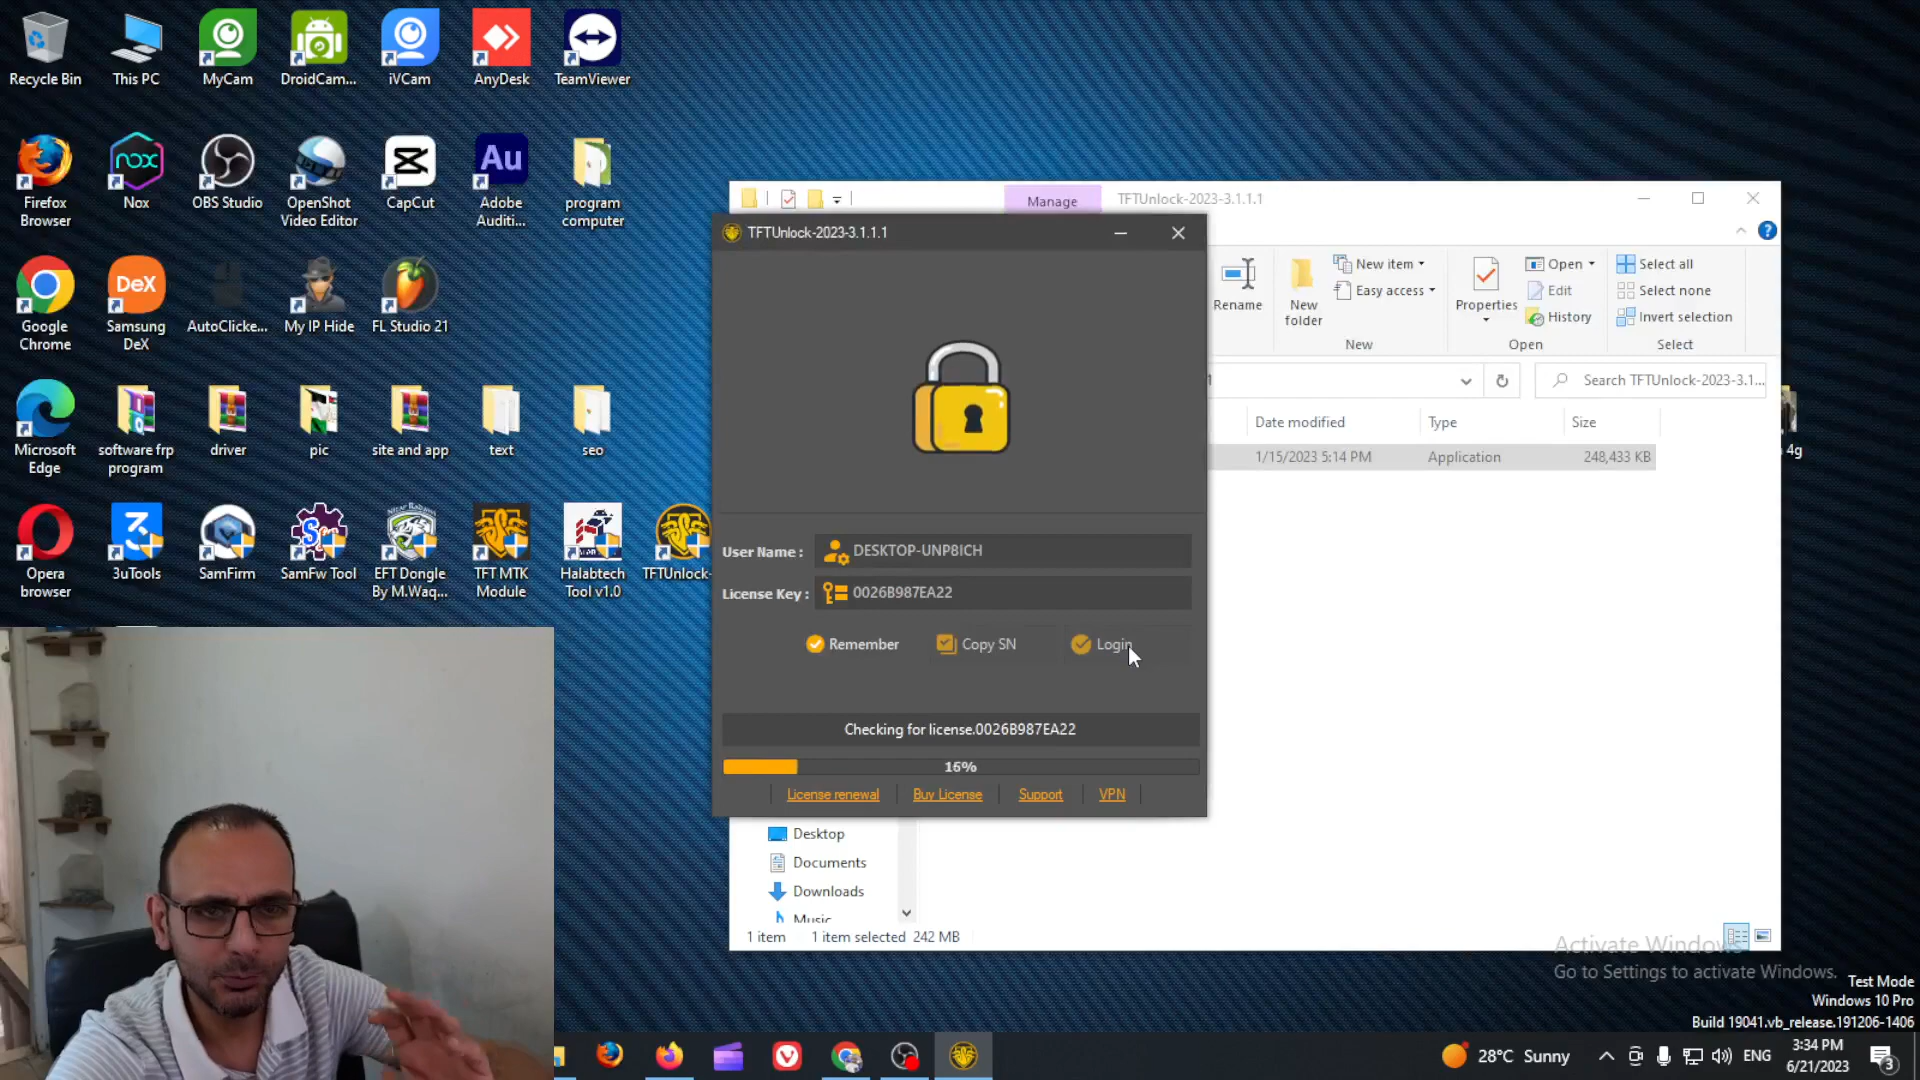 Recycle Bin
This PC
MyCam
DroidCam...
iVCam
AnyDesk
TeamViewer
Firefox
Browser
Nox
OBS Studio
OpenShot
Video Editor
CapCut
Au
Adobe
Auditi...
program
computer
Google
Chrome
DeX
Samsung
DeX
AutoClicke...
My IP Hide
FL Studio 21
Microsoft
Edge
software frp
program
driver
pic
site and app
text
seo
Opera
browser
3uTools
SamFirm
SamFw Tool
EFT Dongle
By M.Waq...
TFT MTK
Module
Halabtech
Tool v1.0
TFTUnlock-
4g
Manage
TFTUnlock-2023-3.1.1.1
Rename
New
folder
New item
Easy access
New
Properties
Open
Edit
History
Open
Select all
Select none
Invert selection
Select
Search TFTUnlock-2023-3.1...
Date modified
Type
Size
1/15/2023 5:14 PM
Application
248,433 KB
TFTUnlock-2023-3.1.1.1
User Name :
DESKTOP-UNP8ICH
License Key :
0026B987EA22
Remember
Copy SN
Login
Checking for license.0026B987EA22
16%
License renewal
Buy License
Support
VPN
Desktop
Documents
Downloads
Music
1 item
1 item selected 242 MB
Activate Windows
Go to Settings to activate Windows.
Test Mode
Windows 10 Pro
Build 19041.vb_release.191206-1406
28°C Sunny
ENG
3:34 PM
6/21/2023
3